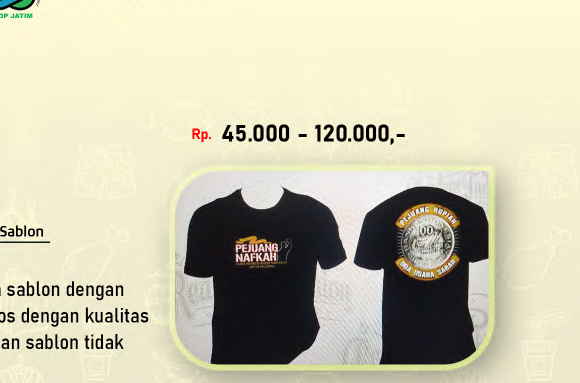 OP JATIM
Rp. 45.000 - 120.000,-
Sablon
sablon dengan
os dengan kualitas
an sablon tidak
PEJUANG
NAFKAH
PEJUANG RUPIAH
100
DOA USAHA SABAR